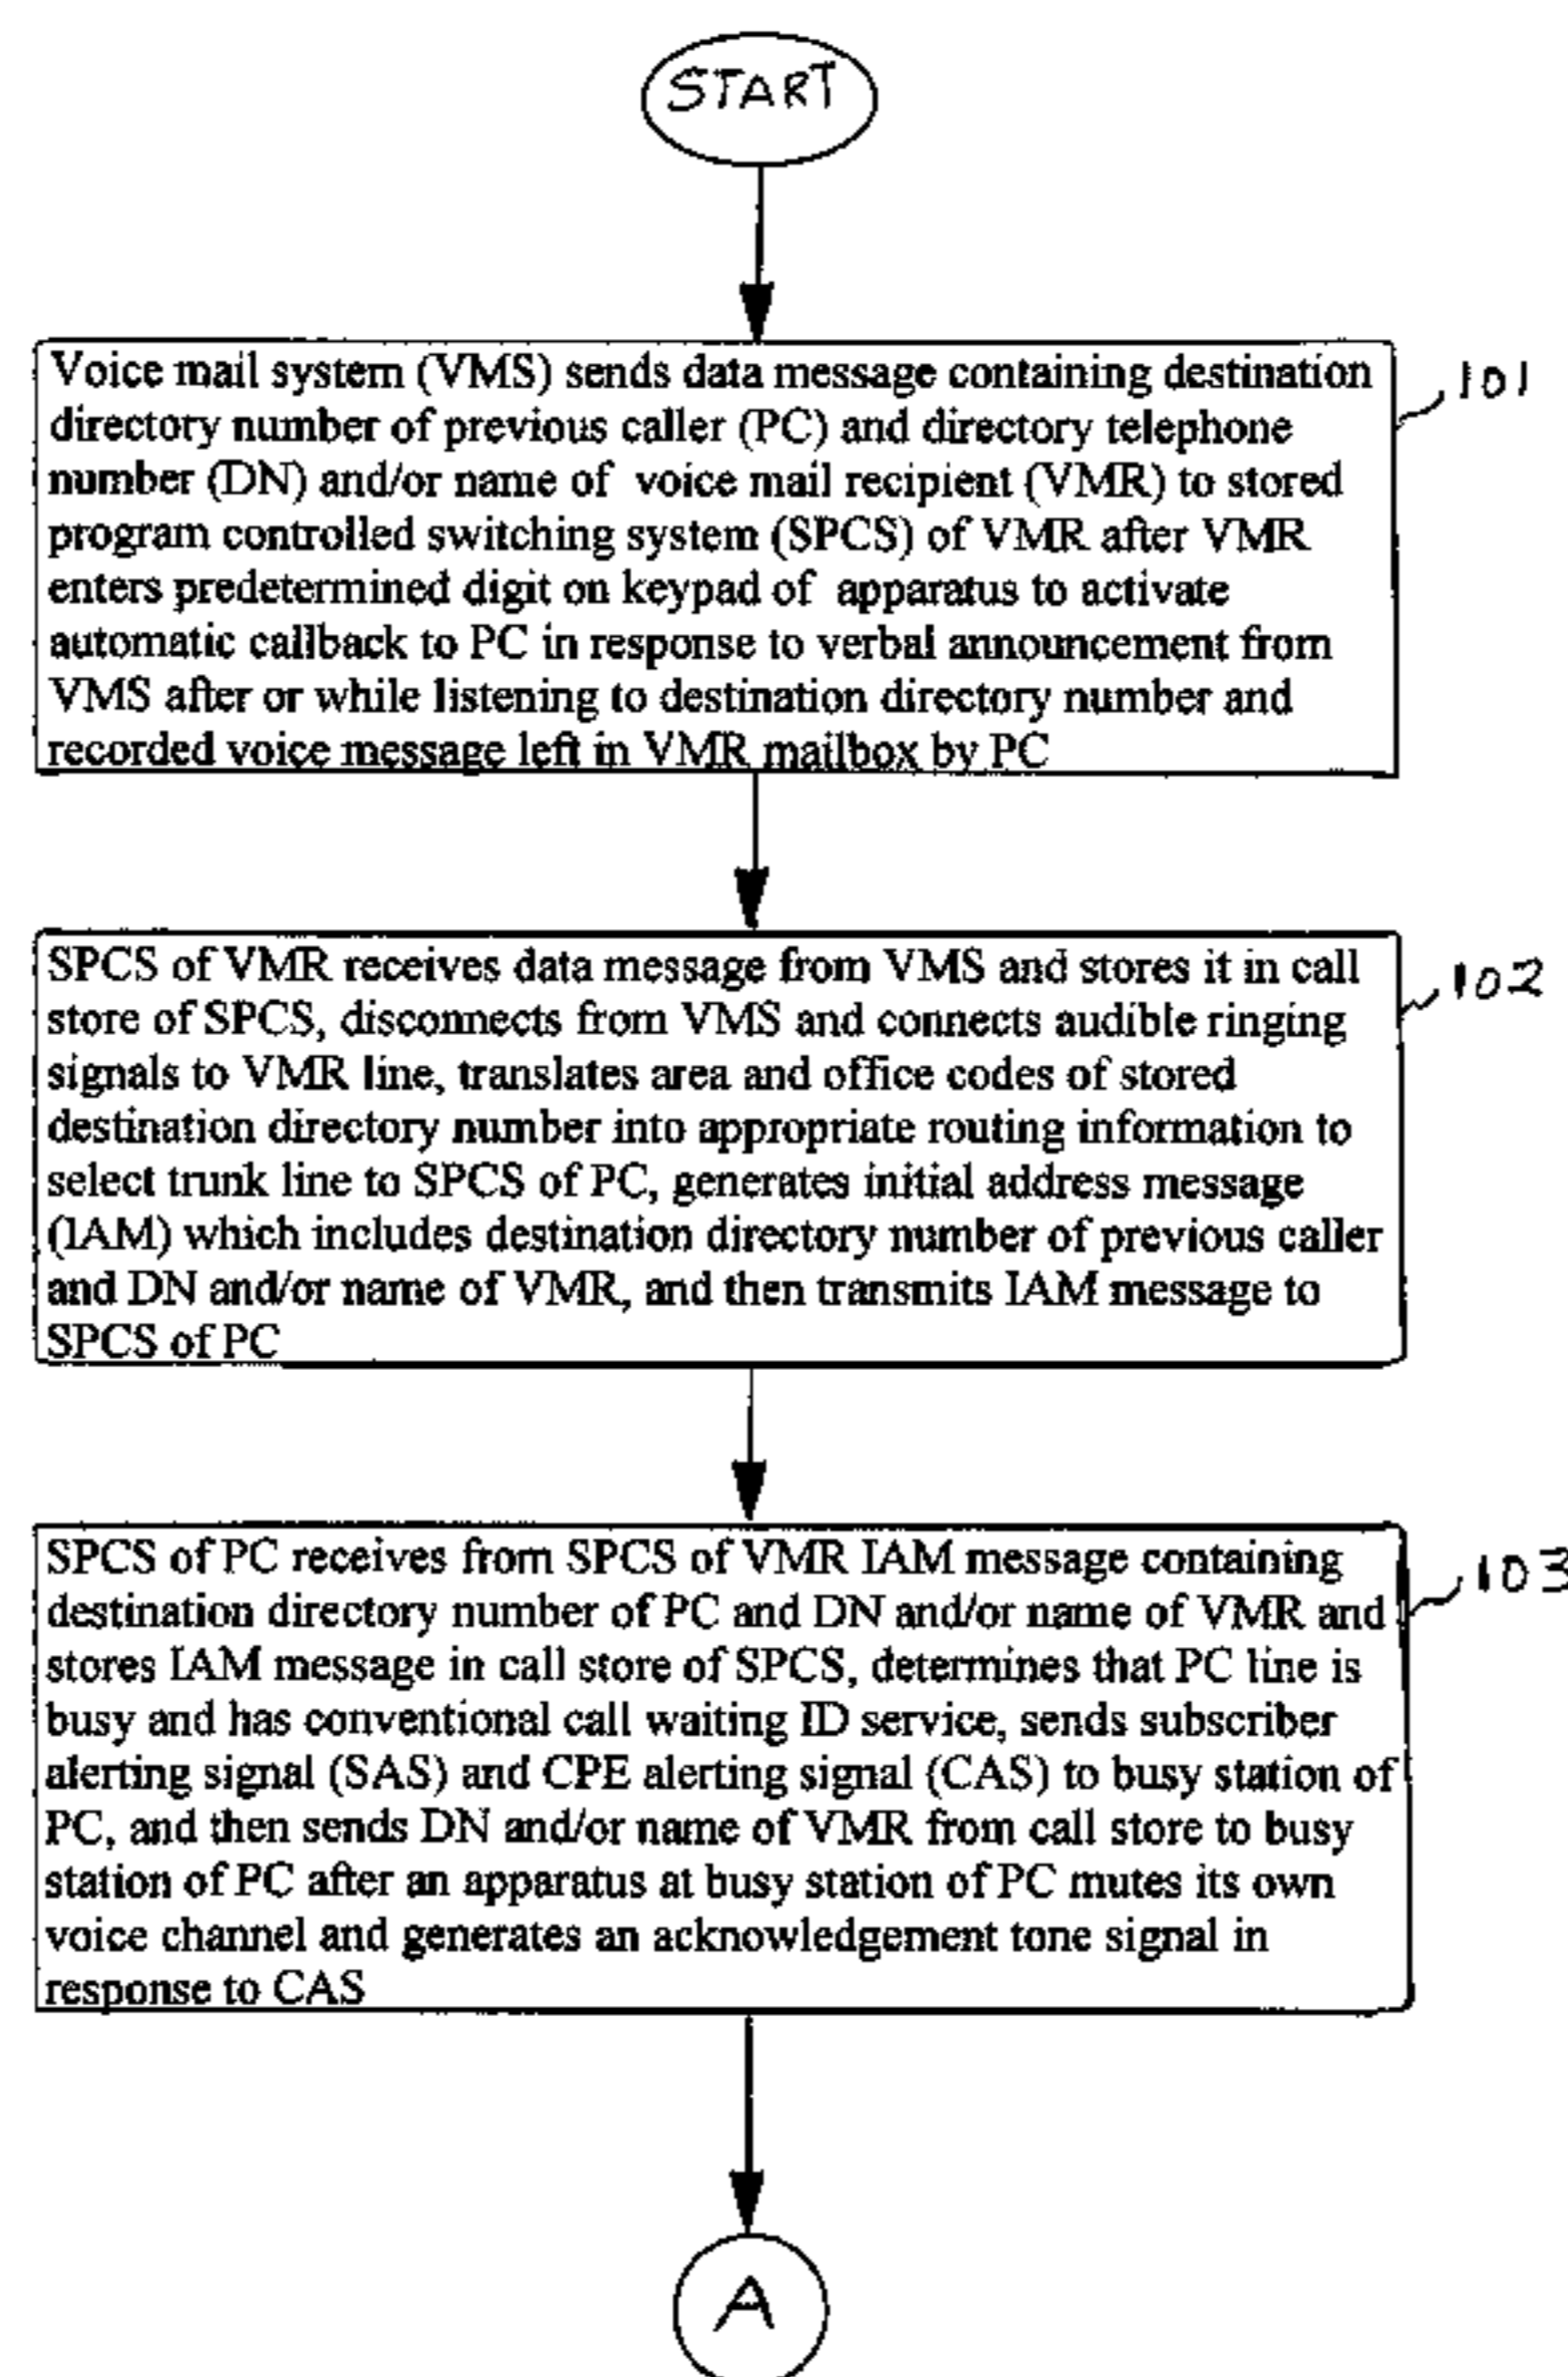 START
Voice mail system (VMS) sends data message containing destination
directory number of previous caller (PC) and directory telephone
number (DN) and/or name of voice mail recipient (VMR) to stored
program controlled switching system (SPCS) of VMR after VMR
enters predetermined digit on keypad of apparatus to activate
automatic callback to PC in response to verbal announcement from
VMS after or while listening to destination directory number and
recorded voice message left in VMR mailbox by PC
101
SPCS of VMR receives data message from VMS and stores it in call
store of SPCS, disconnects from VMS and connects audible ringing
signals to VMR line, translates area and office codes of stored
destination directory number into appropriate routing information to
select trunk line to SPCS of PC, generates initial address message
(IAM) which includes destination directory number of previous caller
and DN and/or name of VMR, and then transmits IAM message to
SPCS of PC
102
SPCS of PC receives from SPCS of VMR IAM message containing
destination directory number of PC and DN and/or name of VMR and
stores IAM message in call store of SPCS, determines that PC line is
busy and has conventional call waiting ID service, sends subscriber
alerting signal (SAS) and CPE alerting signal (CAS) to busy station of
PC, and then sends DN and/or name of VMR from call store to busy
station of PC after an apparatus at busy station of PC mutes its own
voice channel and generates an acknowledgement tone signal in
response to CAS
103
A